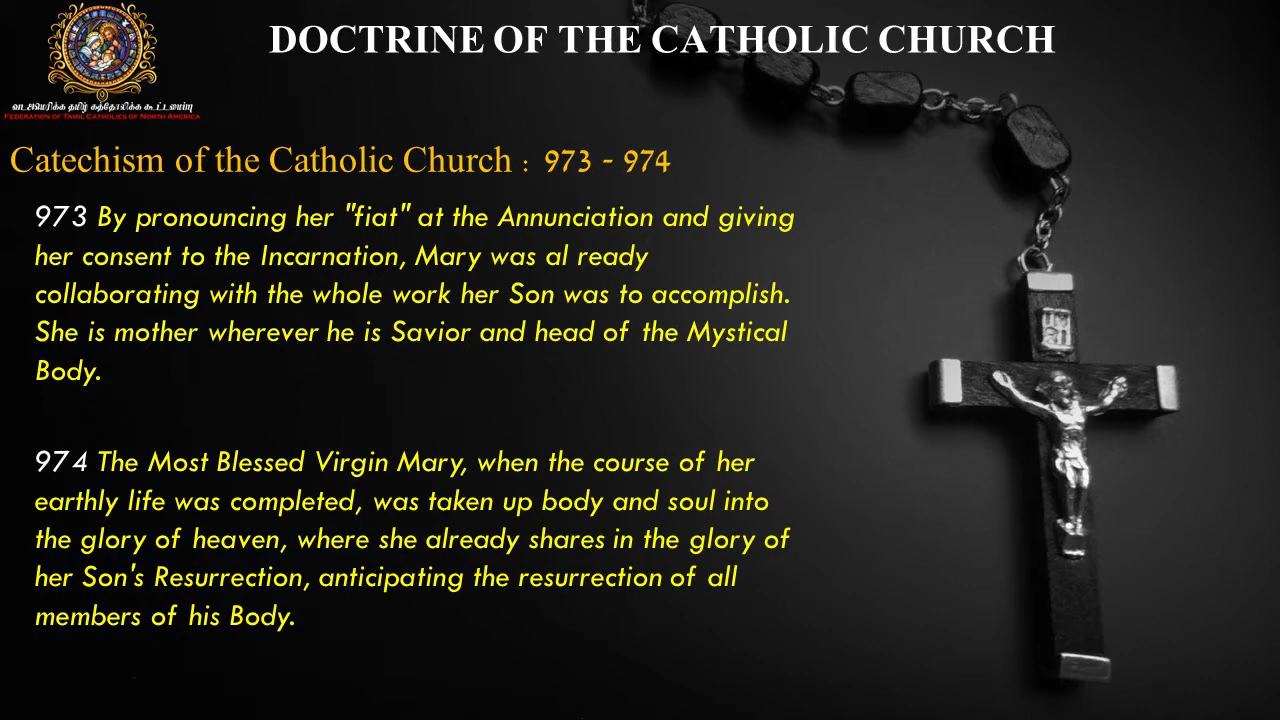 DOCTRINE OF THE CATHOLIC CHURCH
வடஅமெரிக்க தமிழ் கத்தோலிக்க கூட்டமைப்பு
FEDERATION OF TAMIL CATHOLICS OF NORTH AMERICA
Catechism of the Catholic Church : 973 - 974
973 By pronouncing her "fiat" at the Annunciation and giving
her consent to the Incarnation, Mary was al ready
collaborating with the whole work her Son was to accomplish.
She is mother wherever he is Savior and head of the Mystical
Body.
974 The Most Blessed Virgin Mary, when the course of her
earthly life was completed, was taken up body and soul into
the glory of heaven, where she already shares in the glory of
her Son's Resurrection, anticipating the resurrection of all
members of his Body.